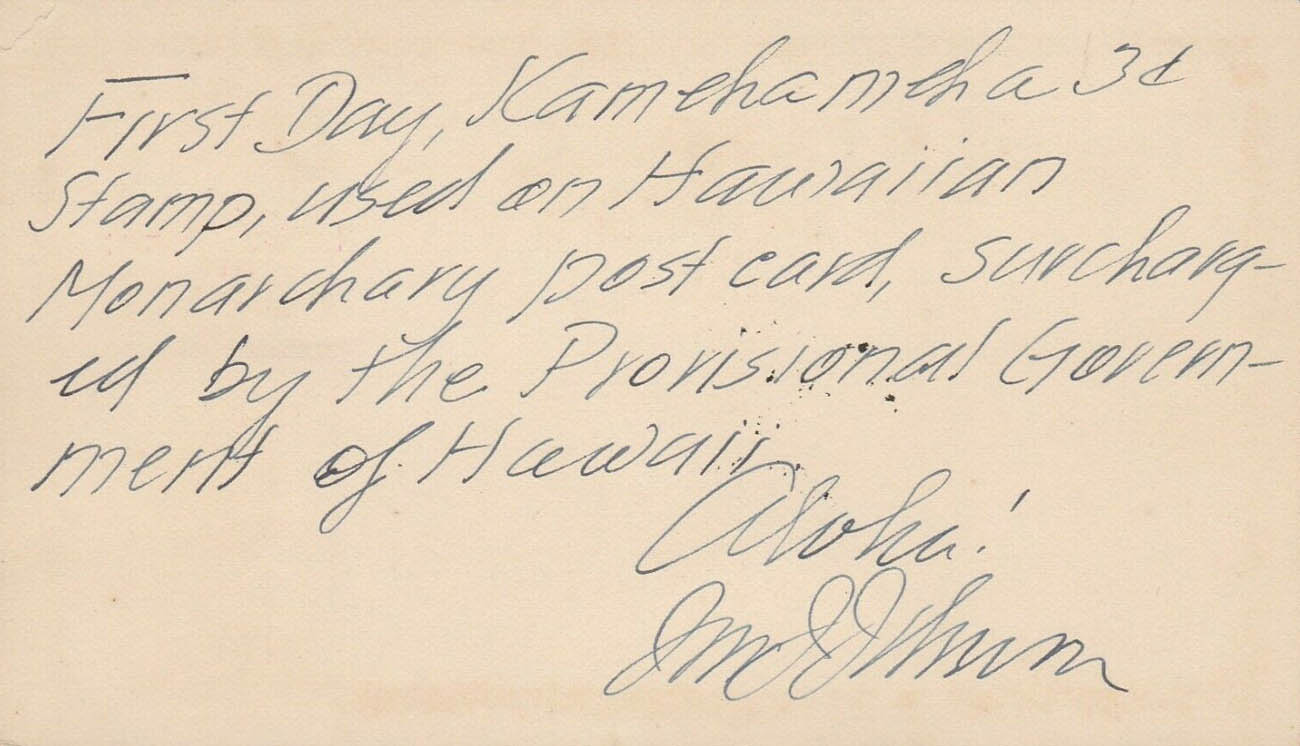 First Day, Kamehameha 3¢
Stamp, used on Hawaiian
Monarchary post card, surcharg-
ed by the Provisional Govern-
ment of Hawaii.
Aloha!